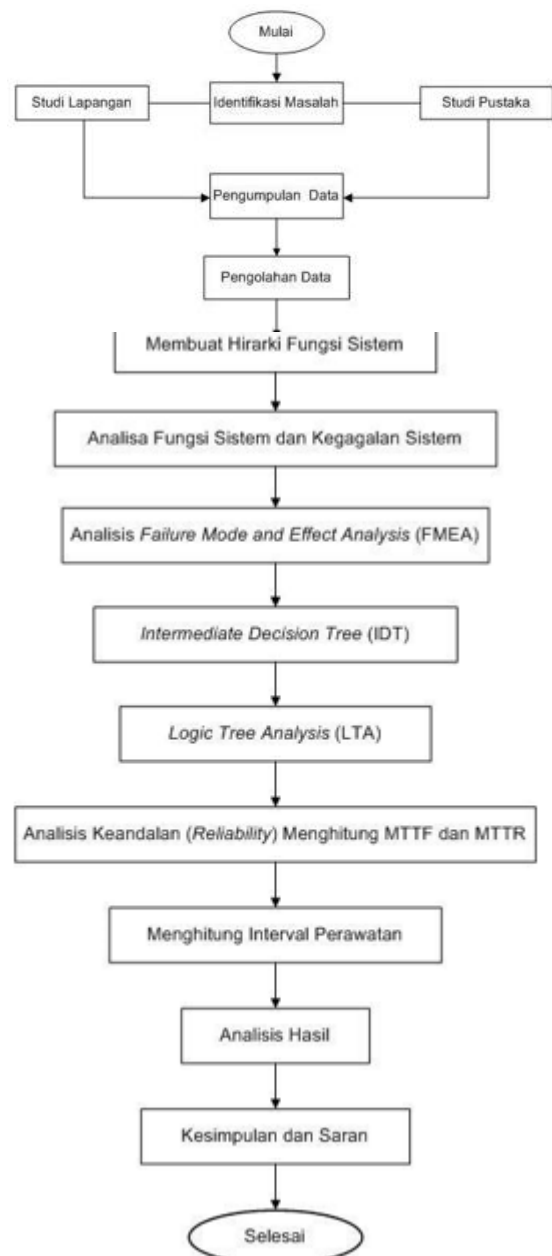 Mulai
Studi Lapangan
Identifikasi Masalah
Studi Pustaka
Pengumpulan Data
Pengolahan Data
Membuat Hirarki Fungsi Sistem
Analisa Fungsi Sistem dan Kegagalan Sistem
Analisis Failure Mode and Effect Analysis (FMEA)
Intermediate Decision Tree (IDT)
Logic Tree Analysis (LTA)
Analisis Keandalan (Reliability) Menghitung MTTF dan MTTR
Menghitung Interval Perawatan
Analisis Hasil
Kesimpulan dan Saran
Selesai